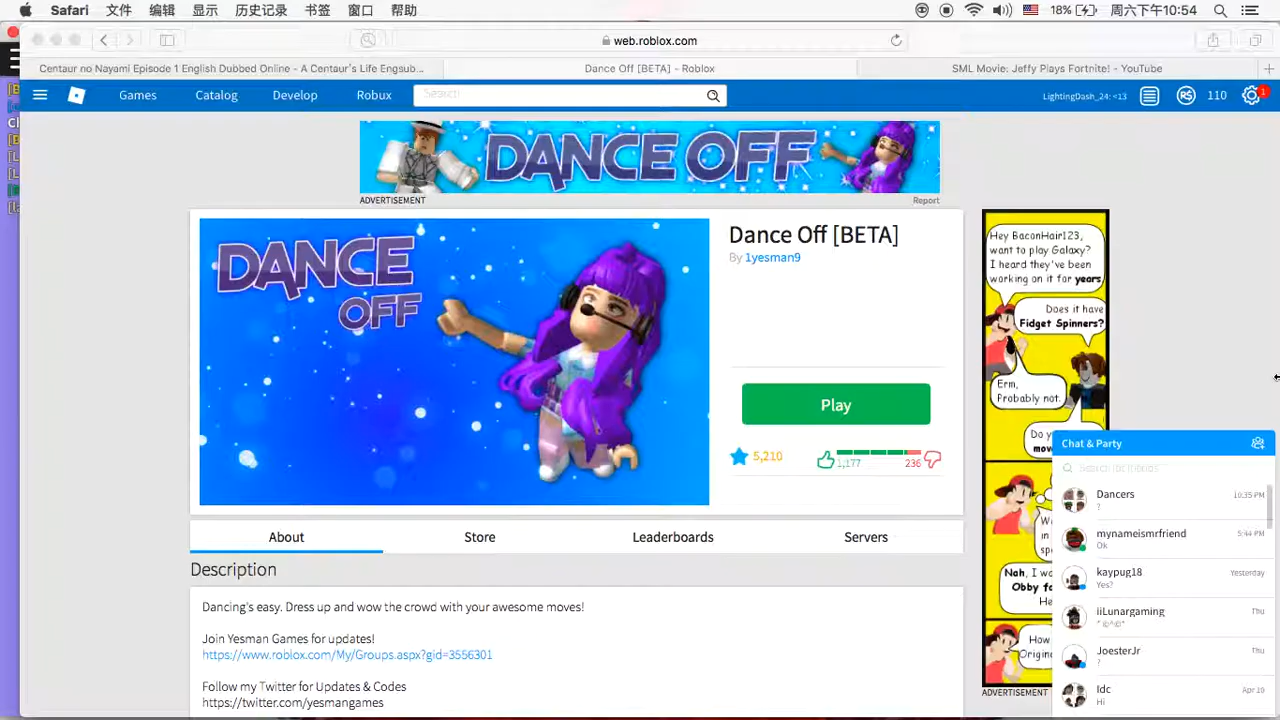 Safari 文件 编辑 显示 历史记录 书签 窗口 帮助 18% 周六下午10:54
web.roblox.com
Centaur no Nayami Episode 1 English Dubbed Online - A Centaur's Life Engsub...
Dance Off [BETA] - Roblox
SML Movie: Jeffy Plays Fortnite! - YouTube
Games Catalog Develop Robux Search LightingDash_24: <13 110 1
DANCE OFF
ADVERTISEMENT Report
DANCE
OFF
Dance Off [BETA]
By 1yesman9
Play
5,210 1,177 236
About Store Leaderboards Servers
Description
Dancing's easy. Dress up and wow the crowd with your awesome moves!
Join Yesman Games for updates!
https://www.roblox.com/My/Groups.aspx?gid=3556301
Follow my Twitter for Updates & Codes
https://twitter.com/yesmangames
Hey BaconHair123,
want to play Galaxy?
I heard they've been
working on it for years
Does it have
Fidget Spinners?
Erm,
Probably not.
Nah, I
Obby
How
ADVERTISEMENT
Chat & Party
Search for friends
Dancers 10:35 PM
?
mynameismrfriend 5:44 PM
Ok
kaypug18 Yesterday
Yes?
iiLunargaming Thu
JoesterJr Thu
?
Idc Apr 19
Hi